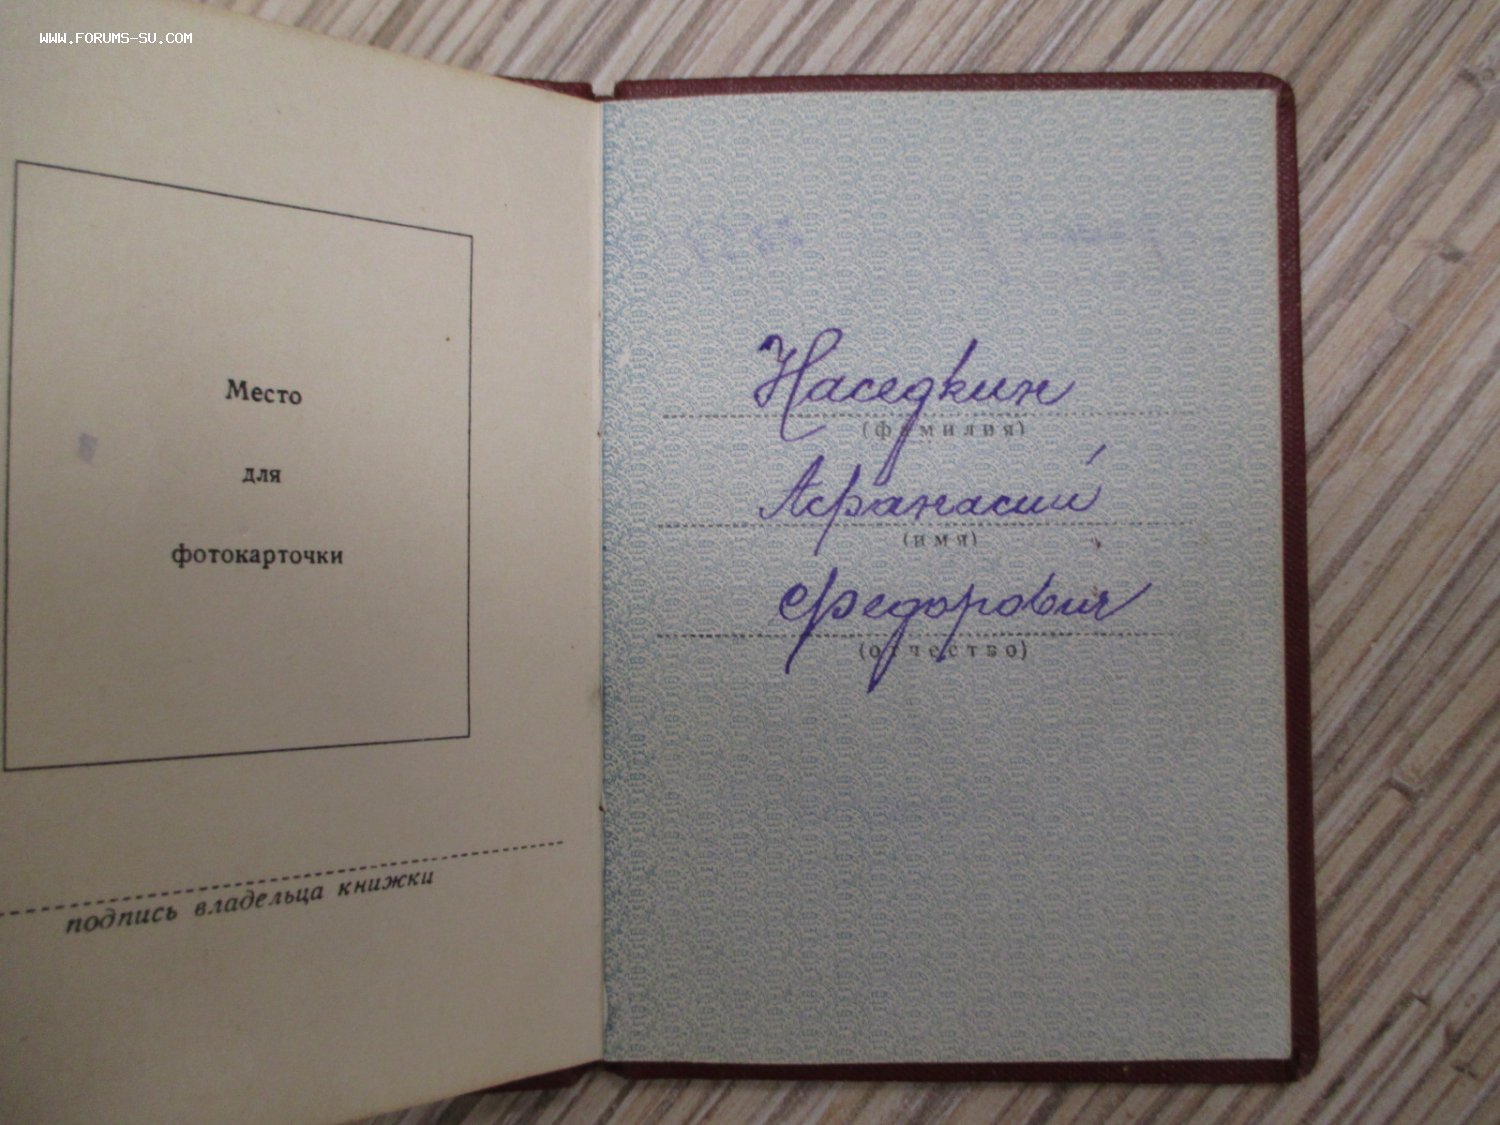 WWW.FORUMS-SU.COM
Место
для
фотокарточки
подпись владельца книжки
Наседкин
(фамилия)
Афанасий
(имя)
Федорович
(отчество)